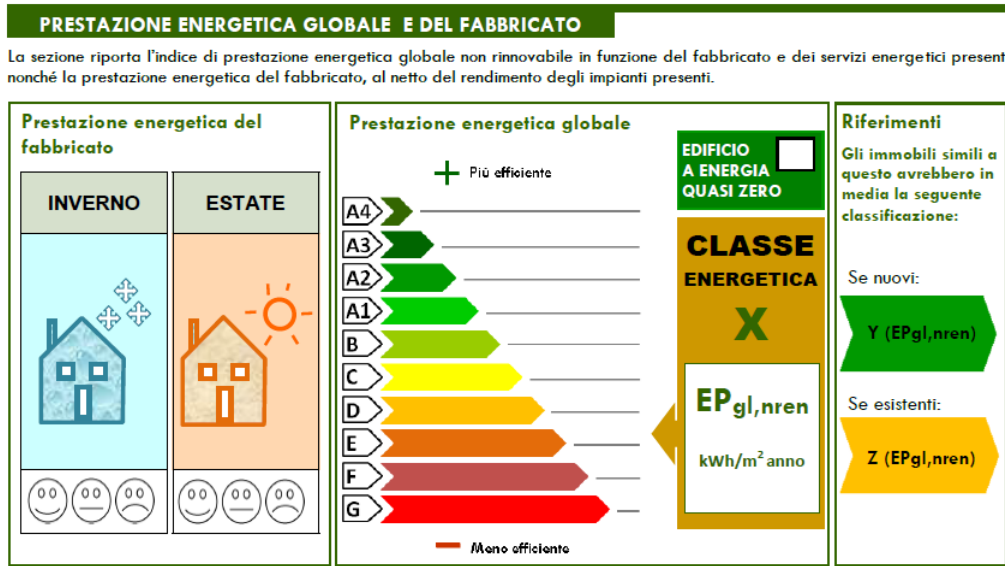 PRESTAZIONE ENERGETICA GLOBALE E DEL FABBRICATO
La sezione riporta l'indice di prestazione energetica globale non rinnovabile in funzione del fabbricato e dei servizi energetici present
nonché la prestazione energetica del fabbricato, al netto del rendimento degli impianti presenti.
Prestazione energetica del
fabbricato
INVERNO
ESTATE
Prestazione energetica globale
Più efficiente
A4
A3
A2
A1
B
C
D
E
F
G
Meno efficiente
EDIFICIO
A ENERGIA
QUASI ZERO
CLASSE
ENERGETICA
X
EPgl,nren
kWh/m² anno
Riferimenti
Gli immobili simili a
questo avrebbero in
media la seguente
classificazione:
Se nuovi:
Y (EPgl,nren)
Se esistenti:
Z (EPgl,nren)